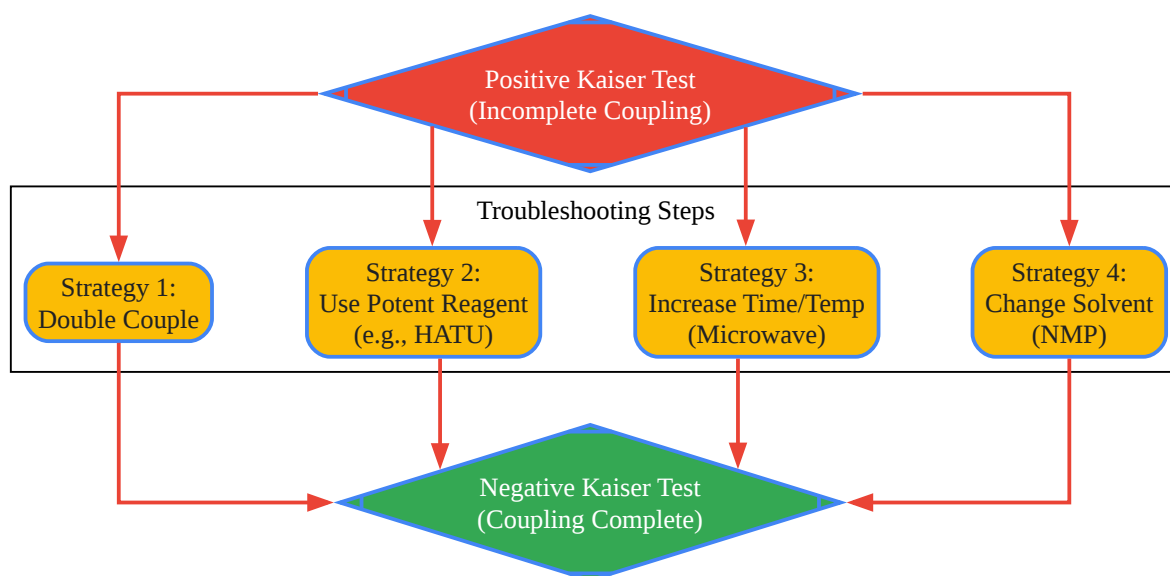 Positive Kaiser Test
(Incomplete Coupling)
Troubleshooting Steps
Strategy 1:
Double Couple
Strategy 2:
Use Potent Reagent
(e.g., HATU)
Strategy 3:
Increase Time/Temp
(Microwave)
Strategy 4:
Change Solvent
(NMP)
Negative Kaiser Test
(Coupling Complete)